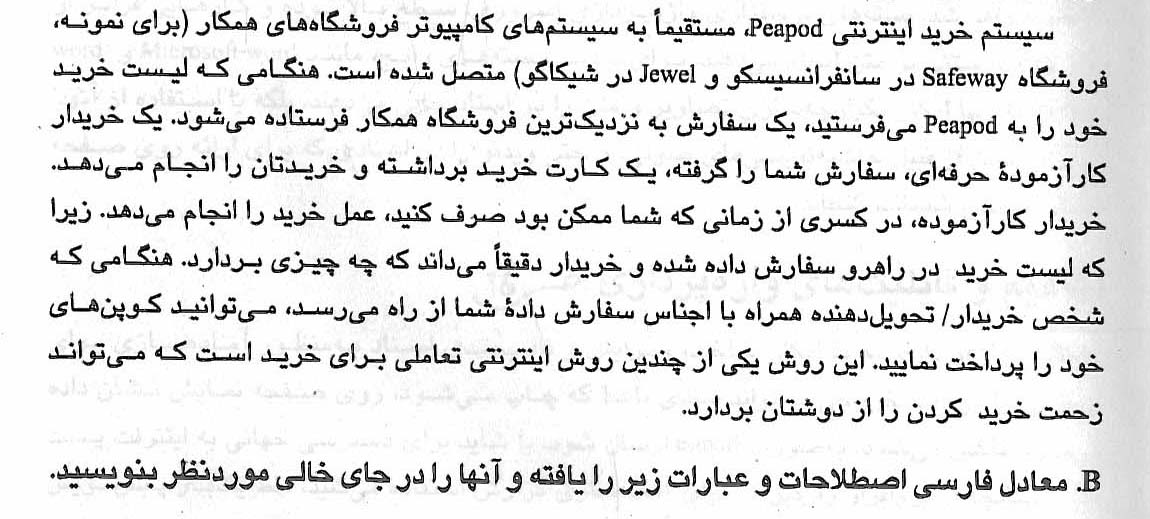 سیستم خرید اینترنتی Peapod، مستقیماً به سیستم‌های کامپیوتر فروشگاه‌های همکار (برای نمونه،
فروشگاه Safeway در سانفرانسیسکو و Jewel در شیکاگو) متصل شده است. هنگامی که لیست خرید
خود را به Peapod می‌فرستید، یک سفارش به نزدیک‌ترین فروشگاه همکار فرستاده می‌شود. یک خریدار
کارآزمودهٔ حرفه‌ای، سفارش شما را گرفته، یک کارت خرید برداشته و خریدتان را انجام می‌دهد.
خریدار کارآزموده، در کسری از زمانی که شما ممکن بود صرف کنید، عمل خرید را انجام می‌دهد. زیرا
که لیست خرید در راهرو سفارش داده شده و خریدار دقیقاً می‌داند که چه چیزی بردارد. هنگامی که
شخص خریدار/ تحویل‌دهنده همراه با اجناس سفارش دادهٔ شما از راه می‌رسد، می‌توانید کوپن‌های
خود را پرداخت نمایید. این روش یکی از چندین روش اینترنتی تعاملی برای خرید است که می‌تواند
زحمت خرید کردن را از دوشتان بردارد.
B. معادل فارسی اصطلاحات و عبارات زیر را یافته و آنها را در جای خالی موردنظر بنویسید.